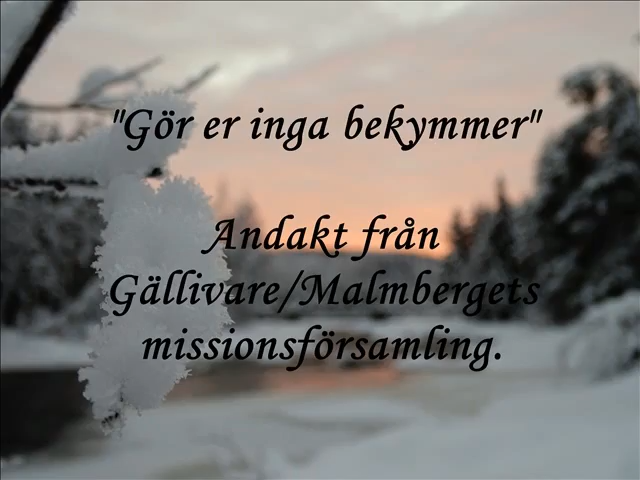 "Gör er inga bekymmer"
Andakt från
Gällivare/Malmbergets
missionsförsamling.